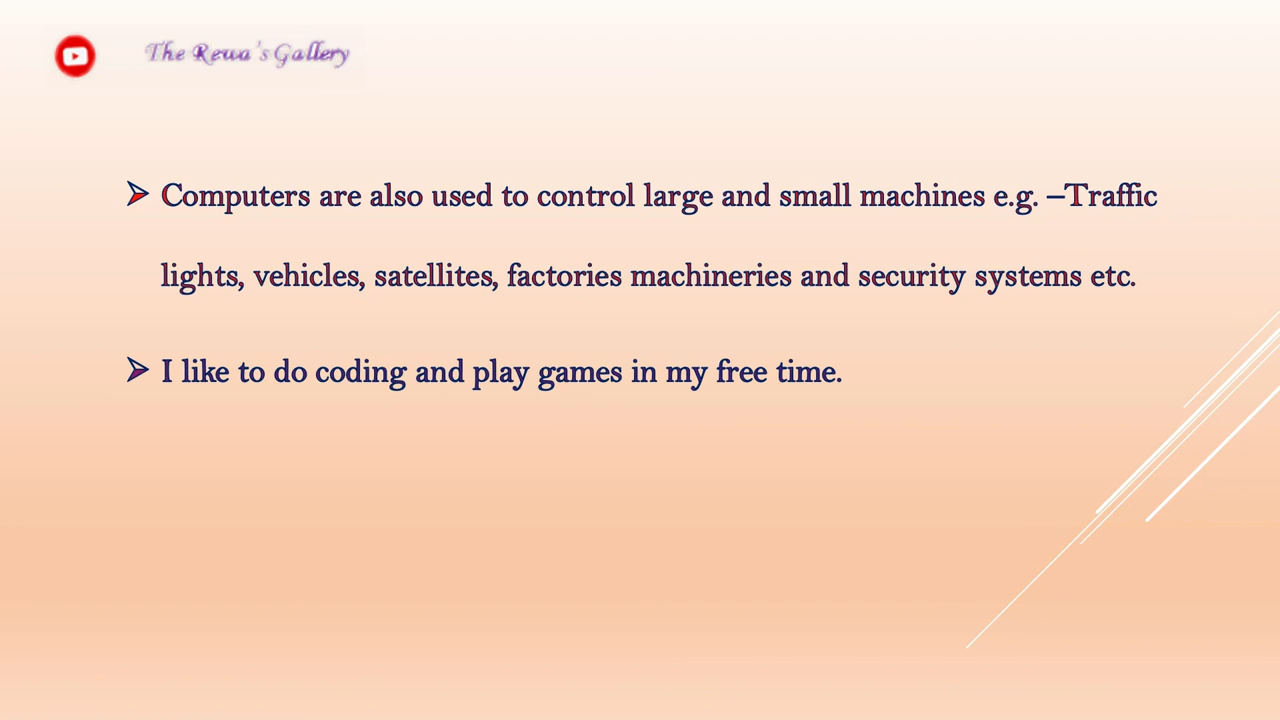 The Rewa's Gallery
➢ Computers are also used to control large and small machines e.g. –Traffic
lights, vehicles, satellites, factories machineries and security systems etc.
➢ I like to do coding and play games in my free time.